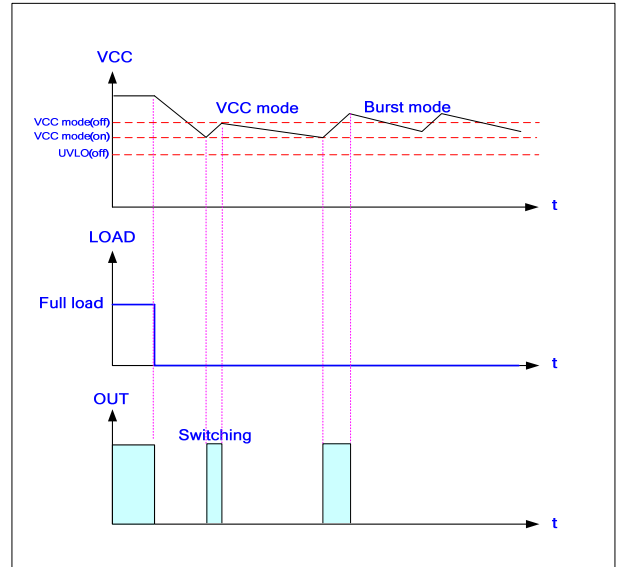 VCC
VCC mode
Burst mode
VCC mode(off)
VCC mode(on)
UVLO(off)
t
LOAD
Full load
t
OUT
Switching
t